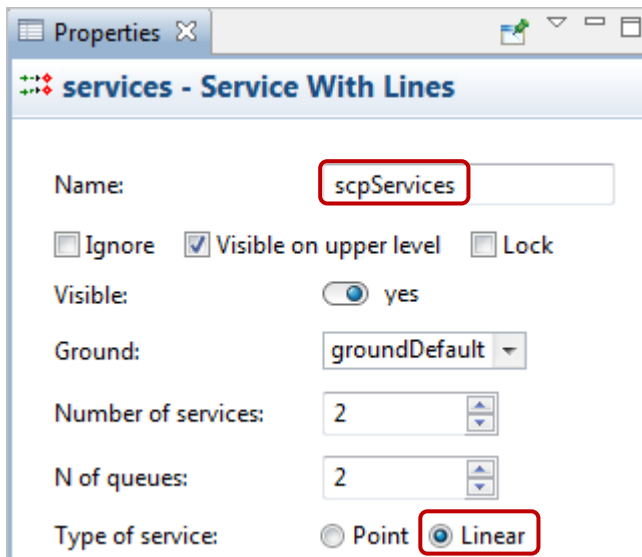 Properties
services - Service With Lines
Name: scpServices
Ignore Visible on upper level Lock
Visible: yes
Ground: groundDefault
Number of services: 2
N of queues: 2
Type of service: Point Linear